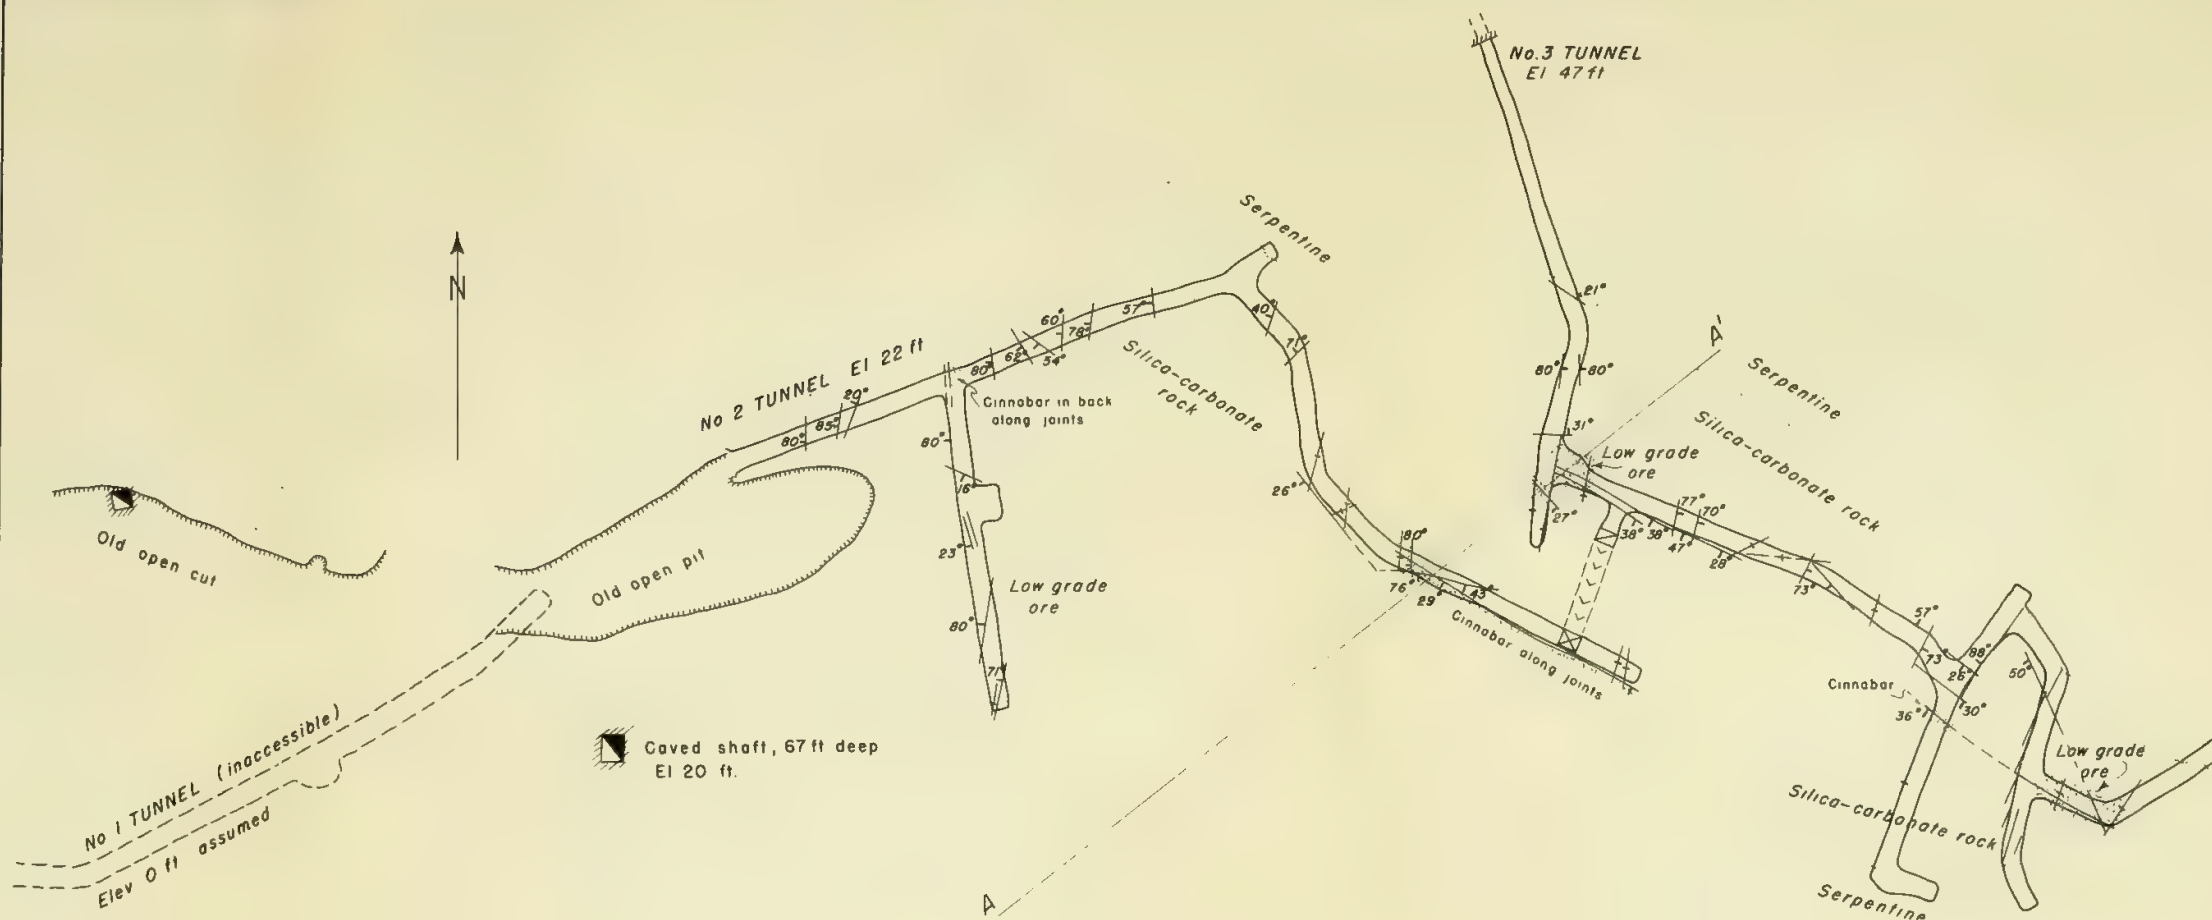 No.3 TUNNEL
El 47 ft
N
Serpentine
No 2 TUNNEL El 22 ft
80°
85°
29°
80°
62°
60°
54°
78°
57°
40°
71°
21°
80°
80°
A'
Serpentine
Silica-carbonate
rock
Silica-carbonate rock
Cinnabar in back
along joints
80°
16°
23°
80°
71°
Low grade
ore
31°
Low grade
ore
27°
38°
38°
47°
77°
70°
28°
73°
26°
80°
76°
29°
43°
Cinnabar along joints
Old open cut
Old open pit
57°
73°
26°
88°
50°
30°
36°
Cinnabar
Low grade
ore
Silica-carbonate rock
Serpentine
Caved shaft, 67 ft deep
El 20 ft.
No 1 TUNNEL (inaccessible)
Elev 0 ft assumed
A